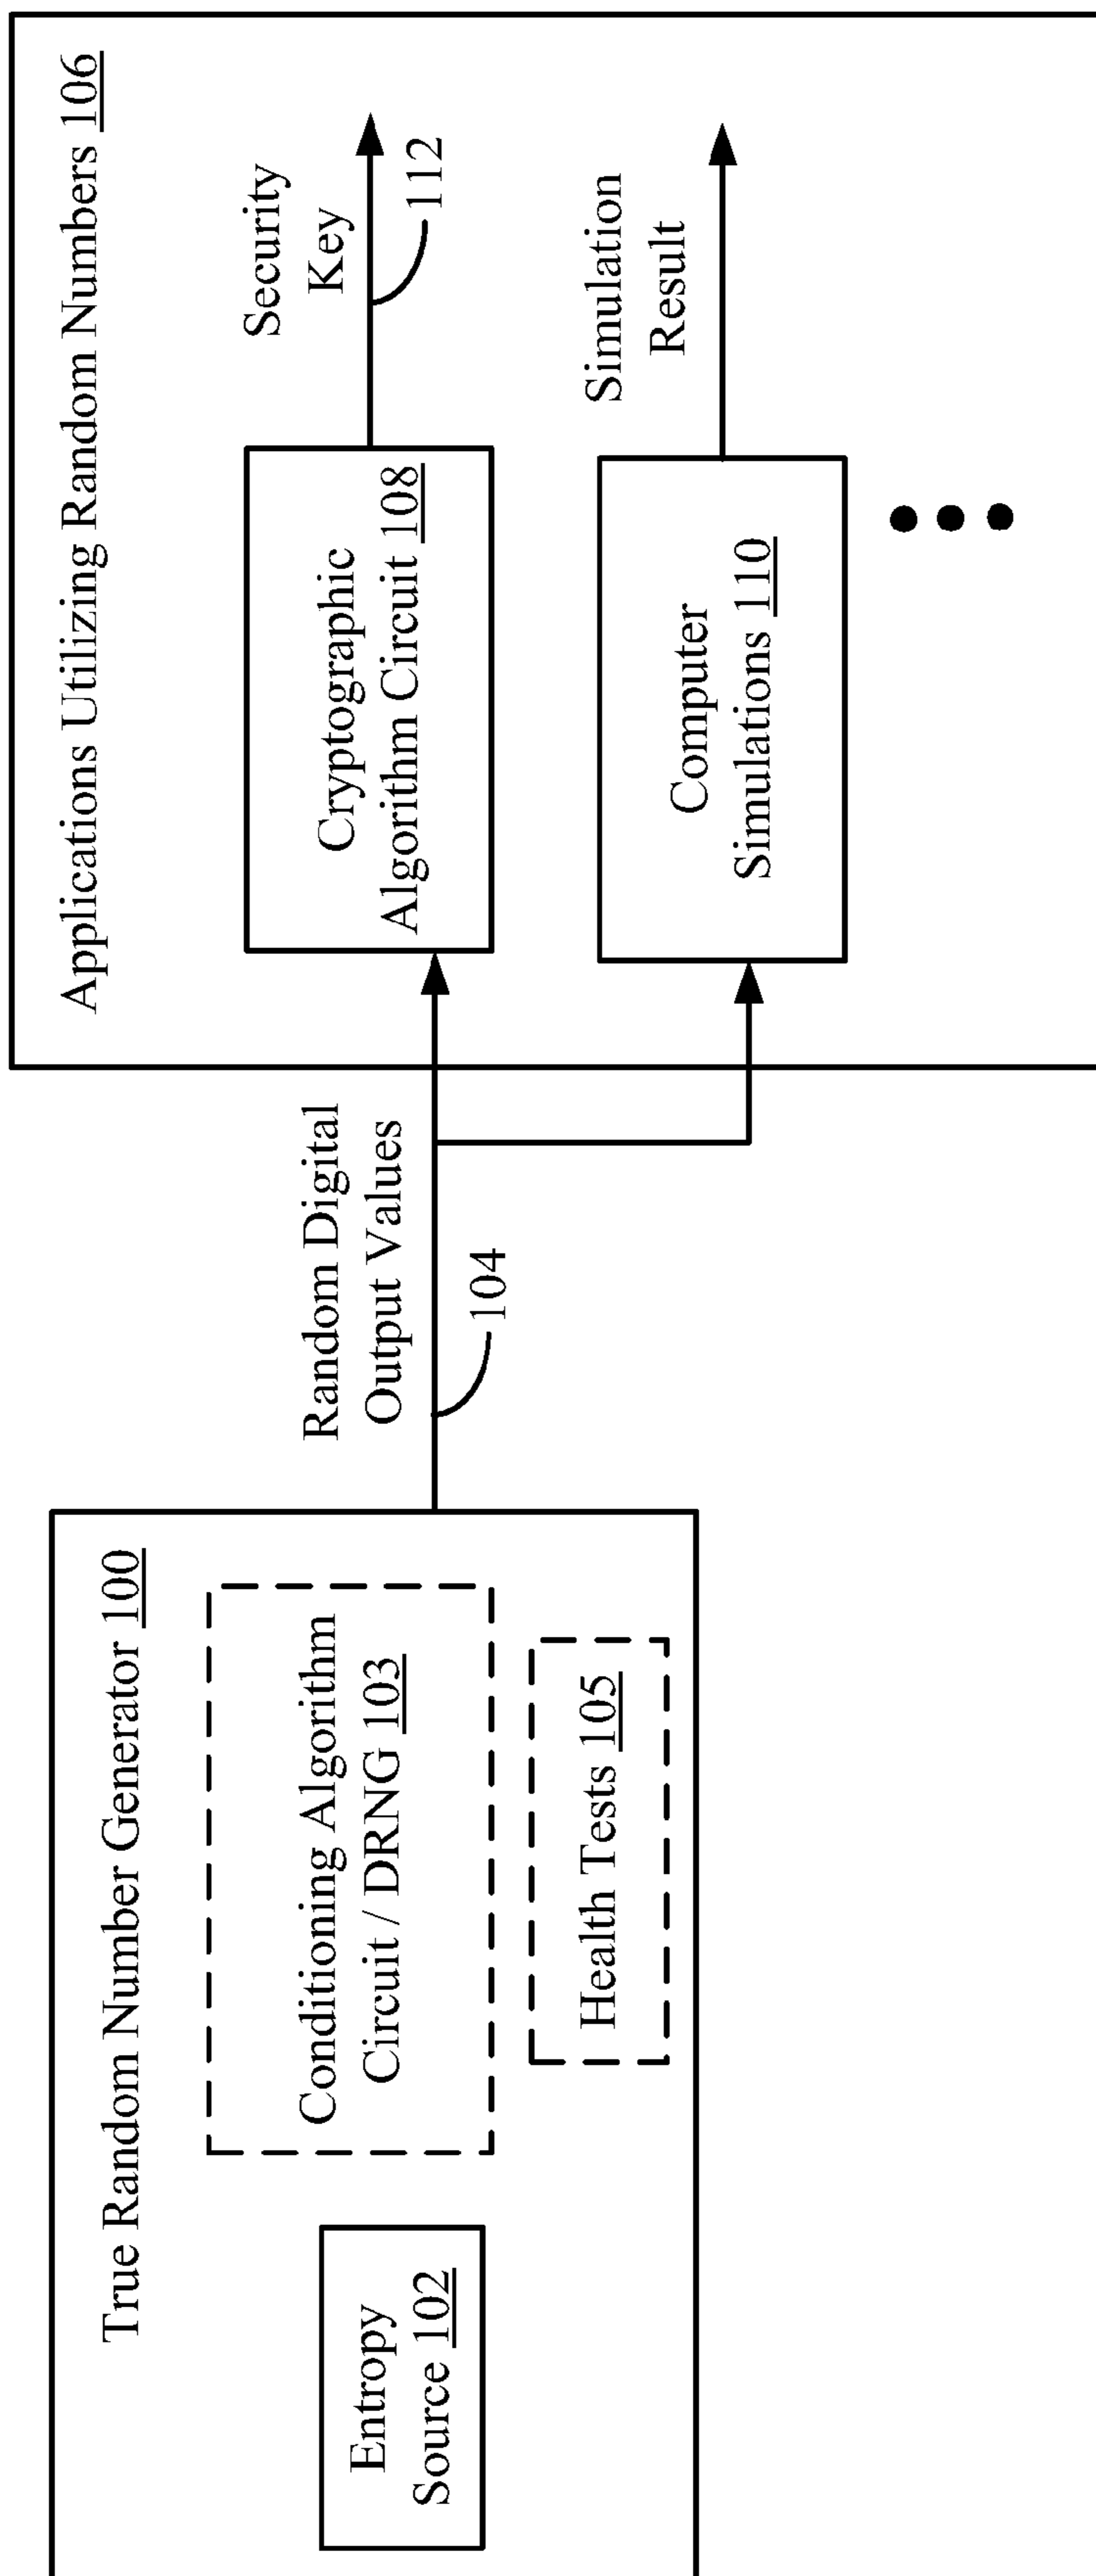 True Random Number Generator 100
Entropy
Source 102
Conditioning Algorithm
Circuit / DRNG 103
Health Tests 105
Random Digital
Output Values
104
Applications Utilizing Random Numbers 106
Cryptographic
Algorithm Circuit 108
Security
Key
112
Computer
Simulations 110
Simulation
Result